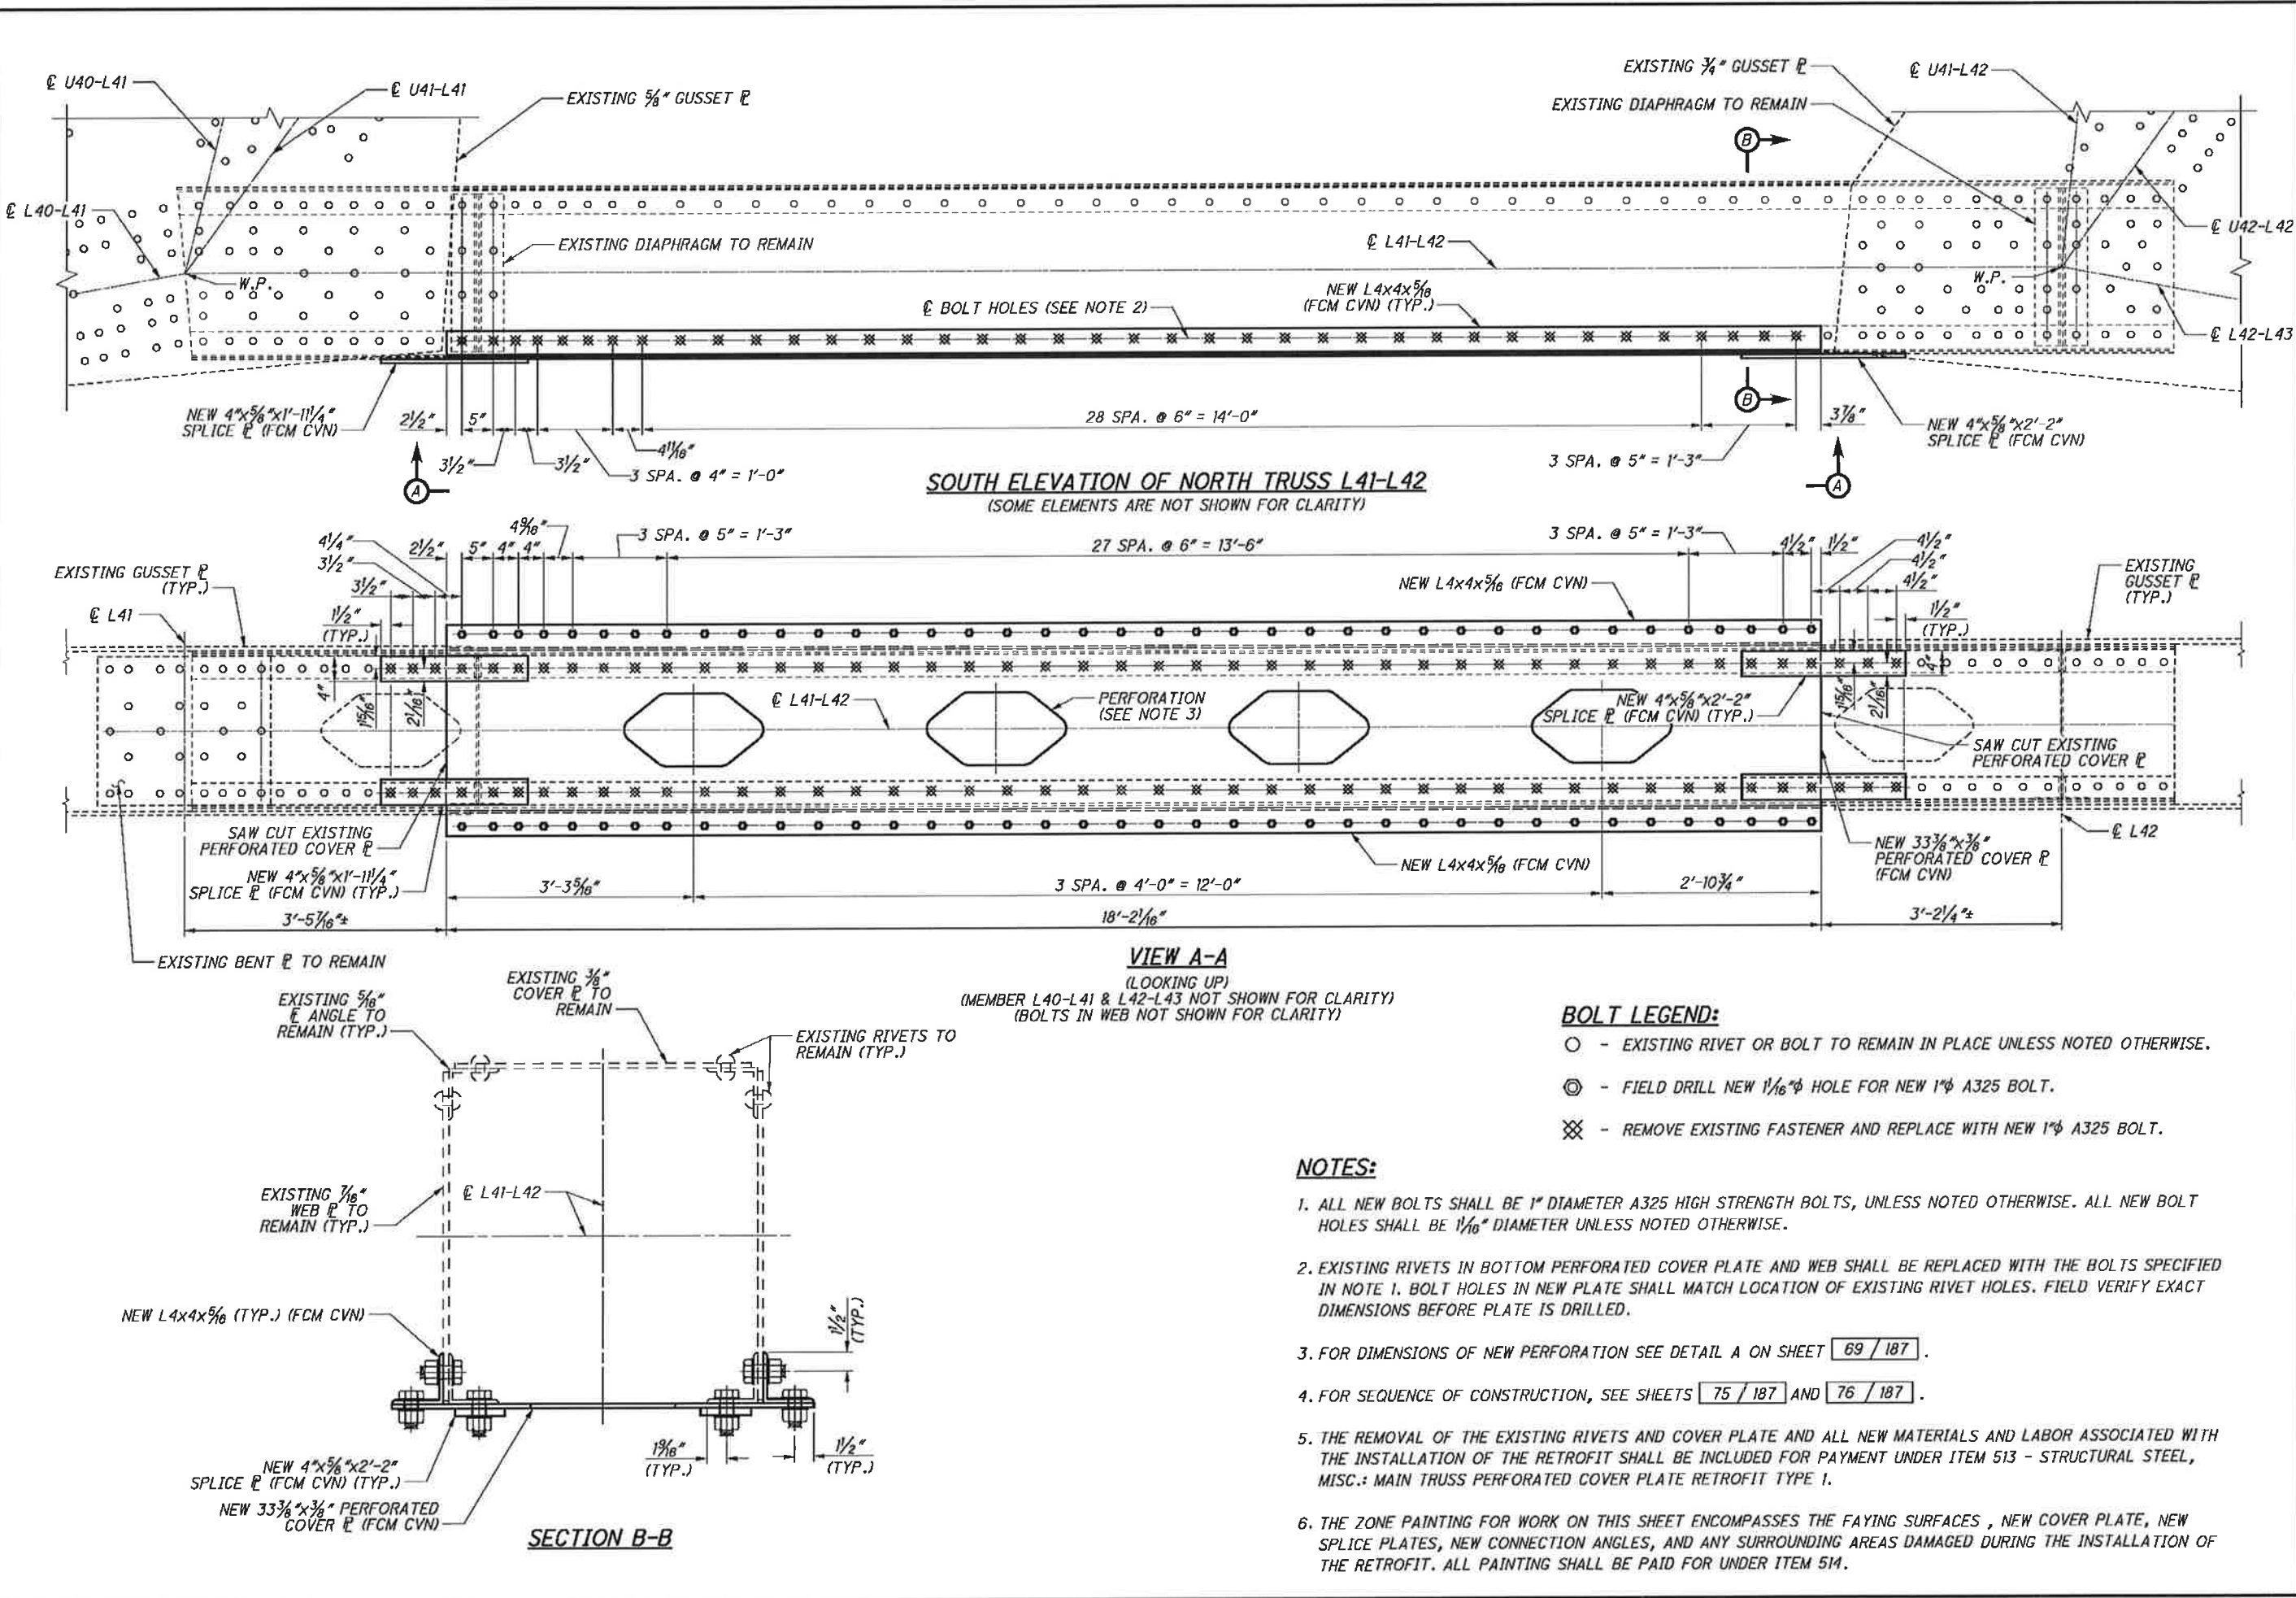 ℄ U40-L41
℄ U41-L41
EXISTING 5/8" GUSSET ⅊
EXISTING 3/4" GUSSET ⅊
℄ U41-L42
EXISTING DIAPHRAGM TO REMAIN
B
℄ L40-L41
EXISTING DIAPHRAGM TO REMAIN
℄ L41-L42
℄ U42-L42
W.P.
W.P.
℄ BOLT HOLES (SEE NOTE 2)
NEW L4x4x5/16
(FCM CVN) (TYP.)
℄ L42-L43
NEW 4"x5/8"x1'-11 1/4"
SPLICE ⅊ (FCM CVN)
2 1/2"
5"
3 1/2"
3 1/2"
4 11/16"
3 SPA. @ 4" = 1'-0"
28 SPA. @ 6" = 14'-0"
B
3 7/8"
3 SPA. @ 5" = 1'-3"
NEW 4"x5/8"x2'-2"
SPLICE ⅊ (FCM CVN)
A
A
SOUTH ELEVATION OF NORTH TRUSS L41-L42
(SOME ELEMENTS ARE NOT SHOWN FOR CLARITY)
EXISTING GUSSET ⅊
(TYP.)
℄ L41
4 1/4"
3 1/2"
3 1/2"
1 1/2"
(TYP.)
2 1/2"
5"
4"
4"
4 9/16"
3 SPA. @ 5" = 1'-3"
27 SPA. @ 6" = 13'-6"
3 SPA. @ 5" = 1'-3"
4 1/2"
1 1/2"
4 1/2"
4 1/2"
4 1/2"
1 1/2"
(TYP.)
EXISTING
GUSSET ⅊
(TYP.)
NEW L4x4x5/16 (FCM CVN)
4"
1 15/16"
2 1/16"
℄ L41-L42
PERFORATION
(SEE NOTE 3)
NEW 4"x5/8"x2'-2"
SPLICE ⅊ (FCM CVN) (TYP.)
4"
1 15/16"
2 1/16"
SAW CUT EXISTING
PERFORATED COVER ⅊
SAW CUT EXISTING
PERFORATED COVER ⅊
NEW 4"x5/8"x1'-11 1/4"
SPLICE ⅊ (FCM CVN) (TYP.)
NEW L4x4x5/16 (FCM CVN)
℄ L42
NEW 33 3/8"x3/8"
PERFORATED COVER ⅊
(FCM CVN)
3'-3 5/16"
3 SPA. @ 4'-0" = 12'-0"
2'-10 3/4"
3'-5 7/16"±
18'-2 1/16"
3'-2 1/4"±
EXISTING BENT ⅊ TO REMAIN
VIEW A-A
(LOOKING UP)
(MEMBER L40-L41 & L42-L43 NOT SHOWN FOR CLARITY)
(BOLTS IN WEB NOT SHOWN FOR CLARITY)
EXISTING 5/16"
℄ ANGLE TO
REMAIN (TYP.)
EXISTING 3/8"
COVER ⅊ TO
REMAIN
EXISTING RIVETS TO
REMAIN (TYP.)
EXISTING 7/16"
WEB ⅊ TO
REMAIN (TYP.)
℄ L41-L42
NEW L4x4x5/16 (TYP.) (FCM CVN)
1 1/2"
(TYP.)
NEW 4"x5/8"x2'-2"
SPLICE ⅊ (FCM CVN) (TYP.)
NEW 33 3/8"x3/8" PERFORATED
COVER ⅊ (FCM CVN)
1 9/16"
(TYP.)
1 1/2"
(TYP.)
SECTION B-B
BOLT LEGEND:
- EXISTING RIVET OR BOLT TO REMAIN IN PLACE UNLESS NOTED OTHERWISE.
- FIELD DRILL NEW 1 1/16"ø HOLE FOR NEW 1"ø A325 BOLT.
- REMOVE EXISTING FASTENER AND REPLACE WITH NEW 1"ø A325 BOLT.
NOTES:
1. ALL NEW BOLTS SHALL BE 1" DIAMETER A325 HIGH STRENGTH BOLTS, UNLESS NOTED OTHERWISE. ALL NEW BOLT
HOLES SHALL BE 1 1/16" DIAMETER UNLESS NOTED OTHERWISE.
2. EXISTING RIVETS IN BOTTOM PERFORATED COVER PLATE AND WEB SHALL BE REPLACED WITH THE BOLTS SPECIFIED
IN NOTE 1. BOLT HOLES IN NEW PLATE SHALL MATCH LOCATION OF EXISTING RIVET HOLES. FIELD VERIFY EXACT
DIMENSIONS BEFORE PLATE IS DRILLED.
3. FOR DIMENSIONS OF NEW PERFORATION SEE DETAIL A ON SHEET 69 / 187 .
4. FOR SEQUENCE OF CONSTRUCTION, SEE SHEETS 75 / 187 AND 76 / 187 .
5. THE REMOVAL OF THE EXISTING RIVETS AND COVER PLATE AND ALL NEW MATERIALS AND LABOR ASSOCIATED WITH
THE INSTALLATION OF THE RETROFIT SHALL BE INCLUDED FOR PAYMENT UNDER ITEM 513 - STRUCTURAL STEEL,
MISC.: MAIN TRUSS PERFORATED COVER PLATE RETROFIT TYPE 1.
6. THE ZONE PAINTING FOR WORK ON THIS SHEET ENCOMPASSES THE FAYING SURFACES , NEW COVER PLATE, NEW
SPLICE PLATES, NEW CONNECTION ANGLES, AND ANY SURROUNDING AREAS DAMAGED DURING THE INSTALLATION OF
THE RETROFIT. ALL PAINTING SHALL BE PAID FOR UNDER ITEM 514.